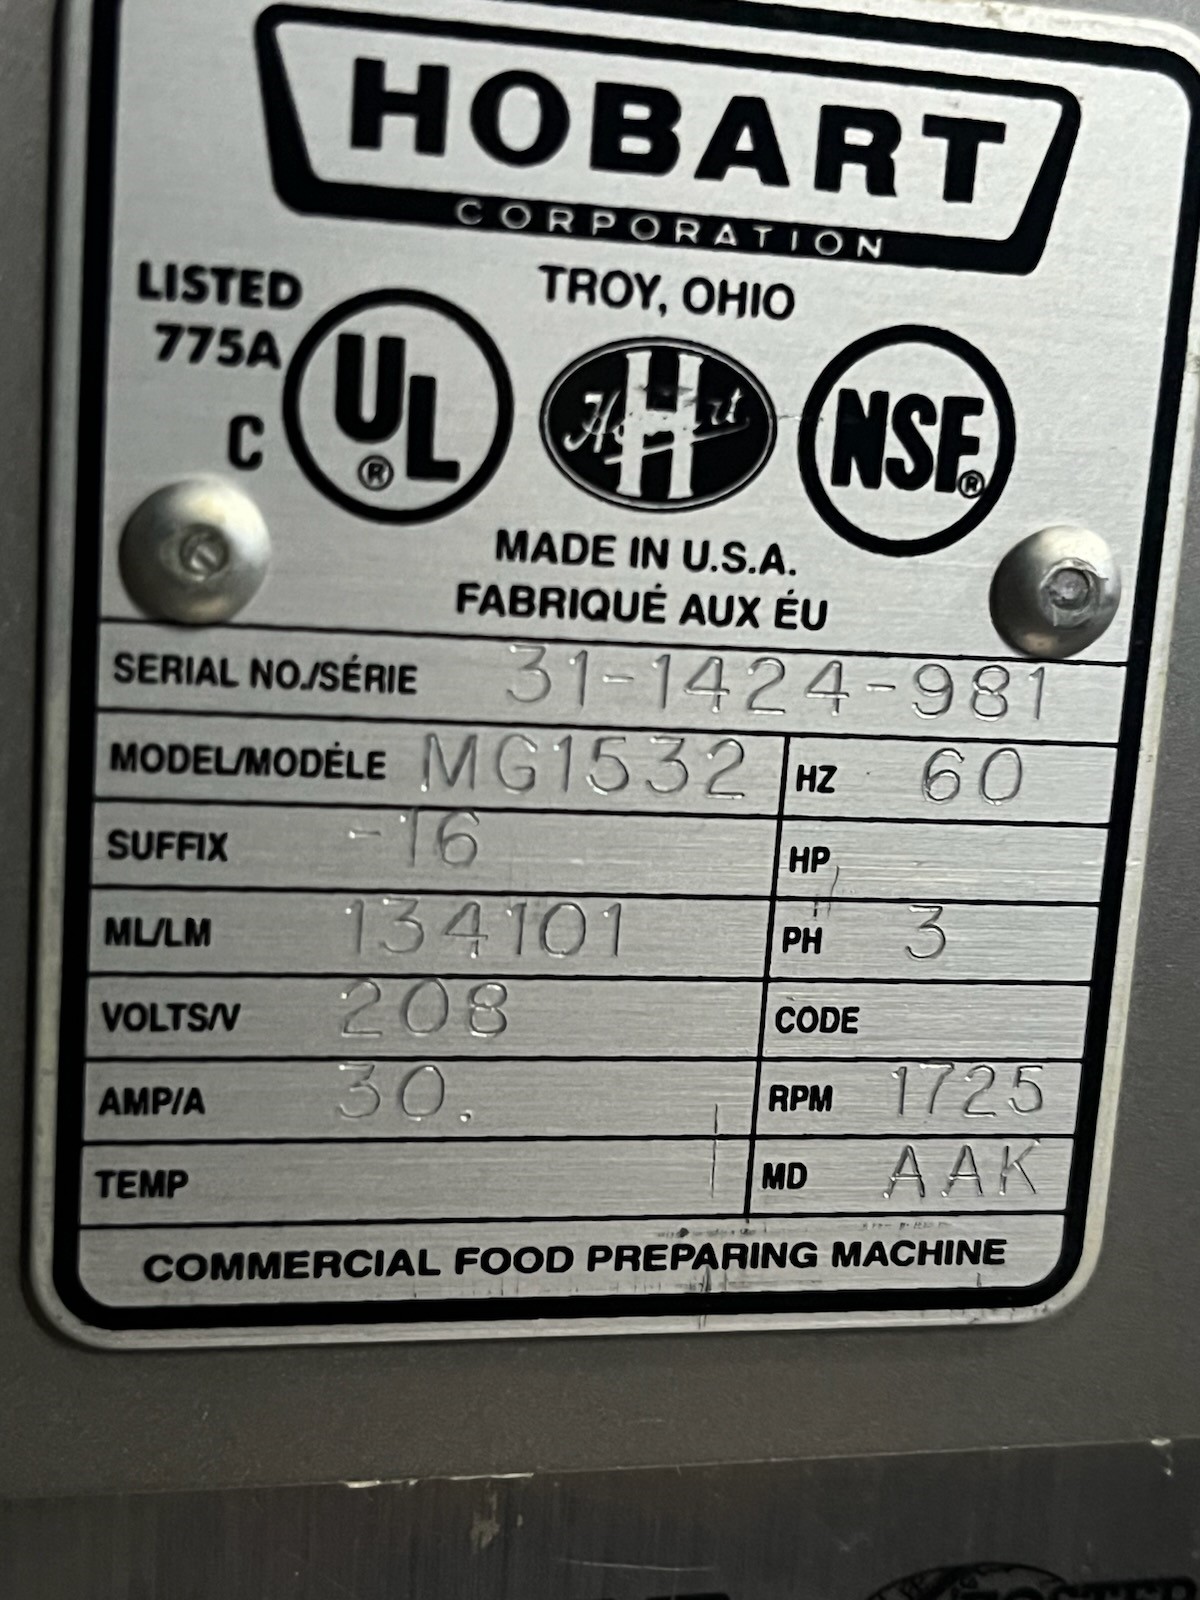 HOBART
CORPORATION
TROY, OHIO
LISTED
775A
C
UL
®
Hobart
H
NSF®
MADE IN U.S.A.
FABRIQUÉ AUX ÉU
SERIAL NO./SÉRIE 31-1424-981
MODEL/MODÈLE MG1532 HZ 60
SUFFIX -16 HP
ML/LM 134101 PH 3
VOLTS/V 208 CODE
AMP/A 30. RPM 1725
TEMP MD AAK
COMMERCIAL FOOD PREPARING MACHINE